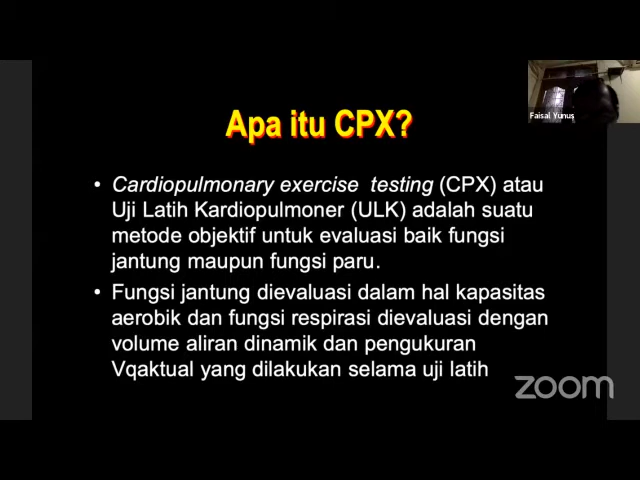 Faisal Yunus
Apa itu CPX?
• Cardiopulmonary exercise testing (CPX) atau
Uji Latih Kardiopulmoner (ULK) adalah suatu
metode objektif untuk evaluasi baik fungsi
jantung maupun fungsi paru.
• Fungsi jantung dievaluasi dalam hal kapasitas
aerobik dan fungsi respirasi dievaluasi dengan
volume aliran dinamik dan pengukuran
Vqaktual yang dilakukan selama uji latih
zoom